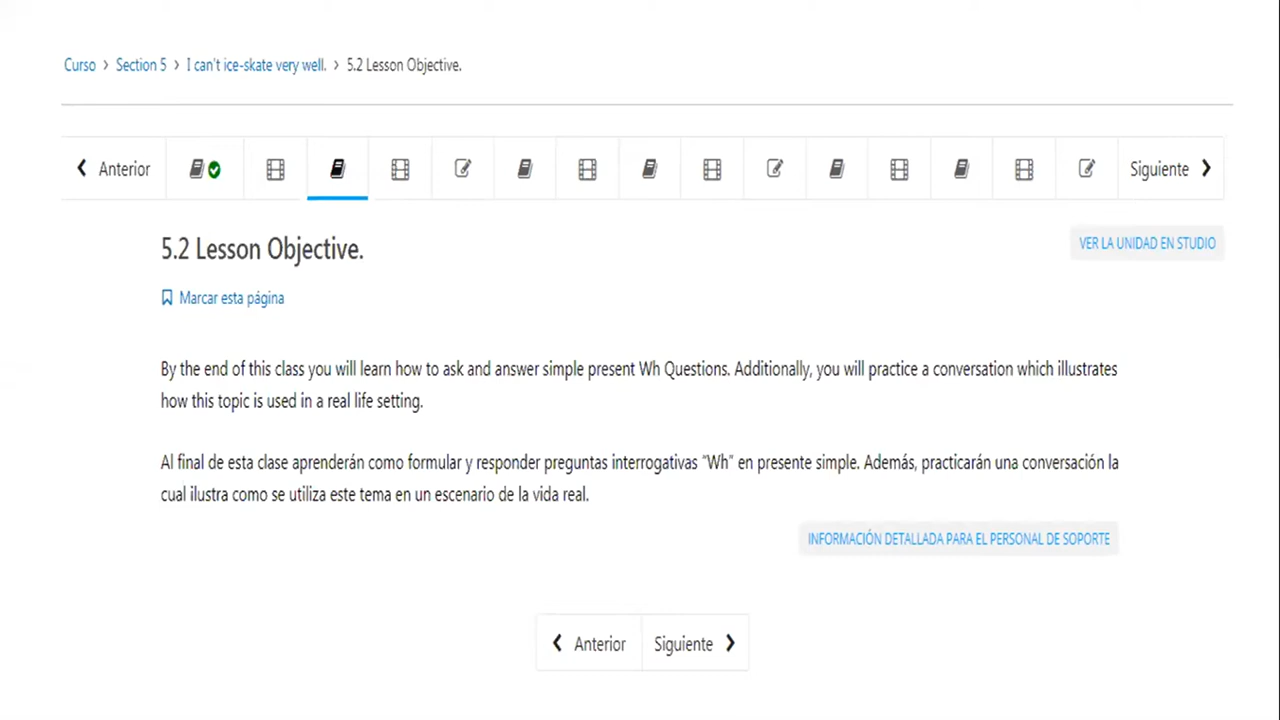 Curso > Section 5 > I can't ice-skate very well. > 5.2 Lesson Objective.
Anterior Siguiente
5.2 Lesson Objective.
VER LA UNIDAD EN STUDIO
Marcar esta página
By the end of this class you will learn how to ask and answer simple present Wh Questions. Additionally, you will practice a conversation which illustrates
how this topic is used in a real life setting.
Al final de esta clase aprenderán como formular y responder preguntas interrogativas “Wh” en presente simple. Además, practicarán una conversación la
cual ilustra como se utiliza este tema en un escenario de la vida real.
INFORMACIÓN DETALLADA PARA EL PERSONAL DE SOPORTE
Anterior Siguiente